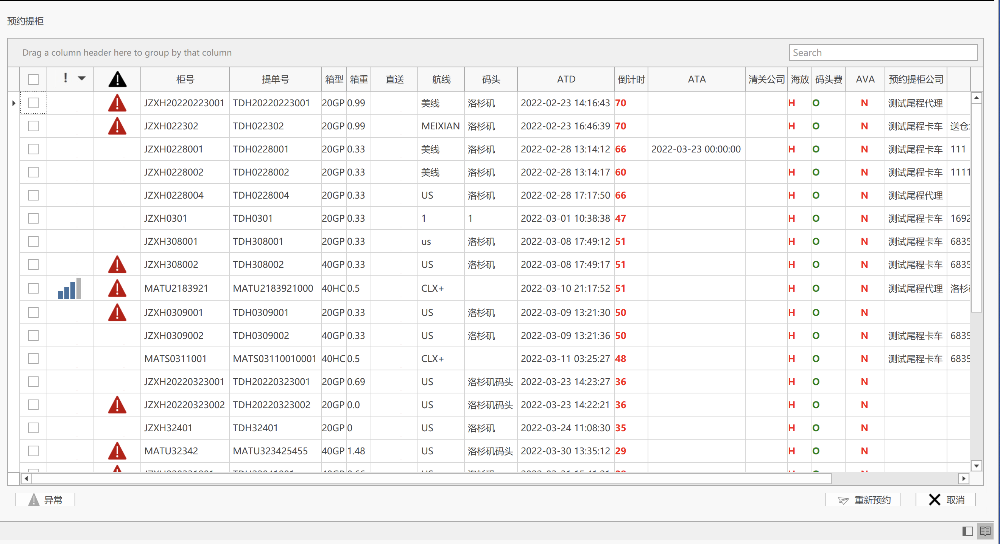 预约提柜
Drag a column header here to group by that column Search
! 柜号 提单号 箱型 箱重 直送 航线 码头 ATD 倒计时 ATA 清关公司 海放 码头费 AVA 预约提柜公司
JZXH20220223001 TDH20220223001 20GP 0.99 美线 洛杉矶 2022-02-23 14:16:43 70 H O N 测试尾程代理
JZXH022302 TDH022302 20GP 0.99 MEIXIAN 洛杉矶 2022-02-23 16:46:39 70 H O N 测试尾程卡车 送仓
JZXH0228001 TDH0228001 20GP 0.33 美线 洛杉矶 2022-02-28 13:14:12 66 2022-03-23 00:00:00 H O N 测试尾程卡车 111
JZXH0228002 TDH0228002 20GP 0.33 美线 洛杉矶 2022-02-28 13:14:17 60 H O N 测试尾程卡车 1111
JZXH0228004 TDH0228004 20GP 0.33 US 洛杉矶 2022-02-28 17:17:50 66 H O N 测试尾程代理
JZXH0301 TDH0301 20GP 0.33 1 1 2022-03-01 10:38:38 47 H O N 测试尾程卡车 1692
JZXH308001 TDH308001 20GP 0.33 us 洛杉矶 2022-03-08 17:49:12 51 H O N 测试尾程卡车 6835
JZXH308002 TDH308002 40GP 0.33 US 洛杉矶 2022-03-08 17:49:17 51 H O N 测试尾程卡车 6835
MATU2183921 MATU2183921000 40HC 0.5 CLX+ 2022-03-10 21:17:52 51 H O N 测试尾程代理 洛杉
JZXH0309001 TDH0309001 20GP 0.33 US 洛杉矶 2022-03-09 13:21:30 50 H O N
JZXH0309002 TDH0309002 40GP 0.33 US 洛杉矶 2022-03-09 13:21:36 50 H O N 测试尾程卡车 6835
MATS0311001 MATS03110010001 40HC 0.5 CLX+ 2022-03-11 03:25:27 48 H O N 测试尾程卡车 6835
JZXH20220323001 TDH20220323001 20GP 0.69 US 洛杉矶码头 2022-03-23 14:23:27 36 H O N
JZXH20220323002 TDH20220323002 20GP 0.0 US 洛杉矶码头 2022-03-23 14:22:21 36 H O N
JZXH32401 TDH32401 20GP 0 US 洛杉矶 2022-03-24 11:08:30 35 H O N
MATU32342 MATU323425455 40GP 1.48 US 洛杉矶码头 2022-03-30 13:35:12 29 H O N
异常 重新预约 取消